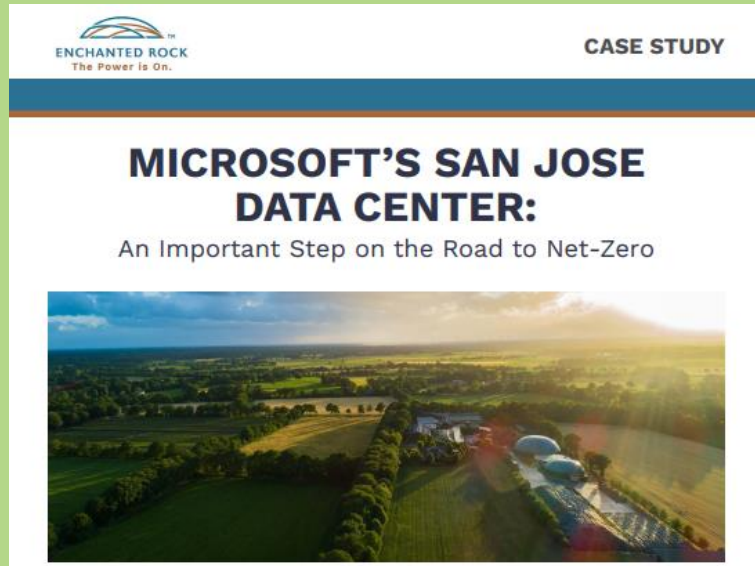 ENCHANTED ROCK
The Power is On.
CASE STUDY
MICROSOFT’S SAN JOSE
DATA CENTER:
An Important Step on the Road to Net-Zero